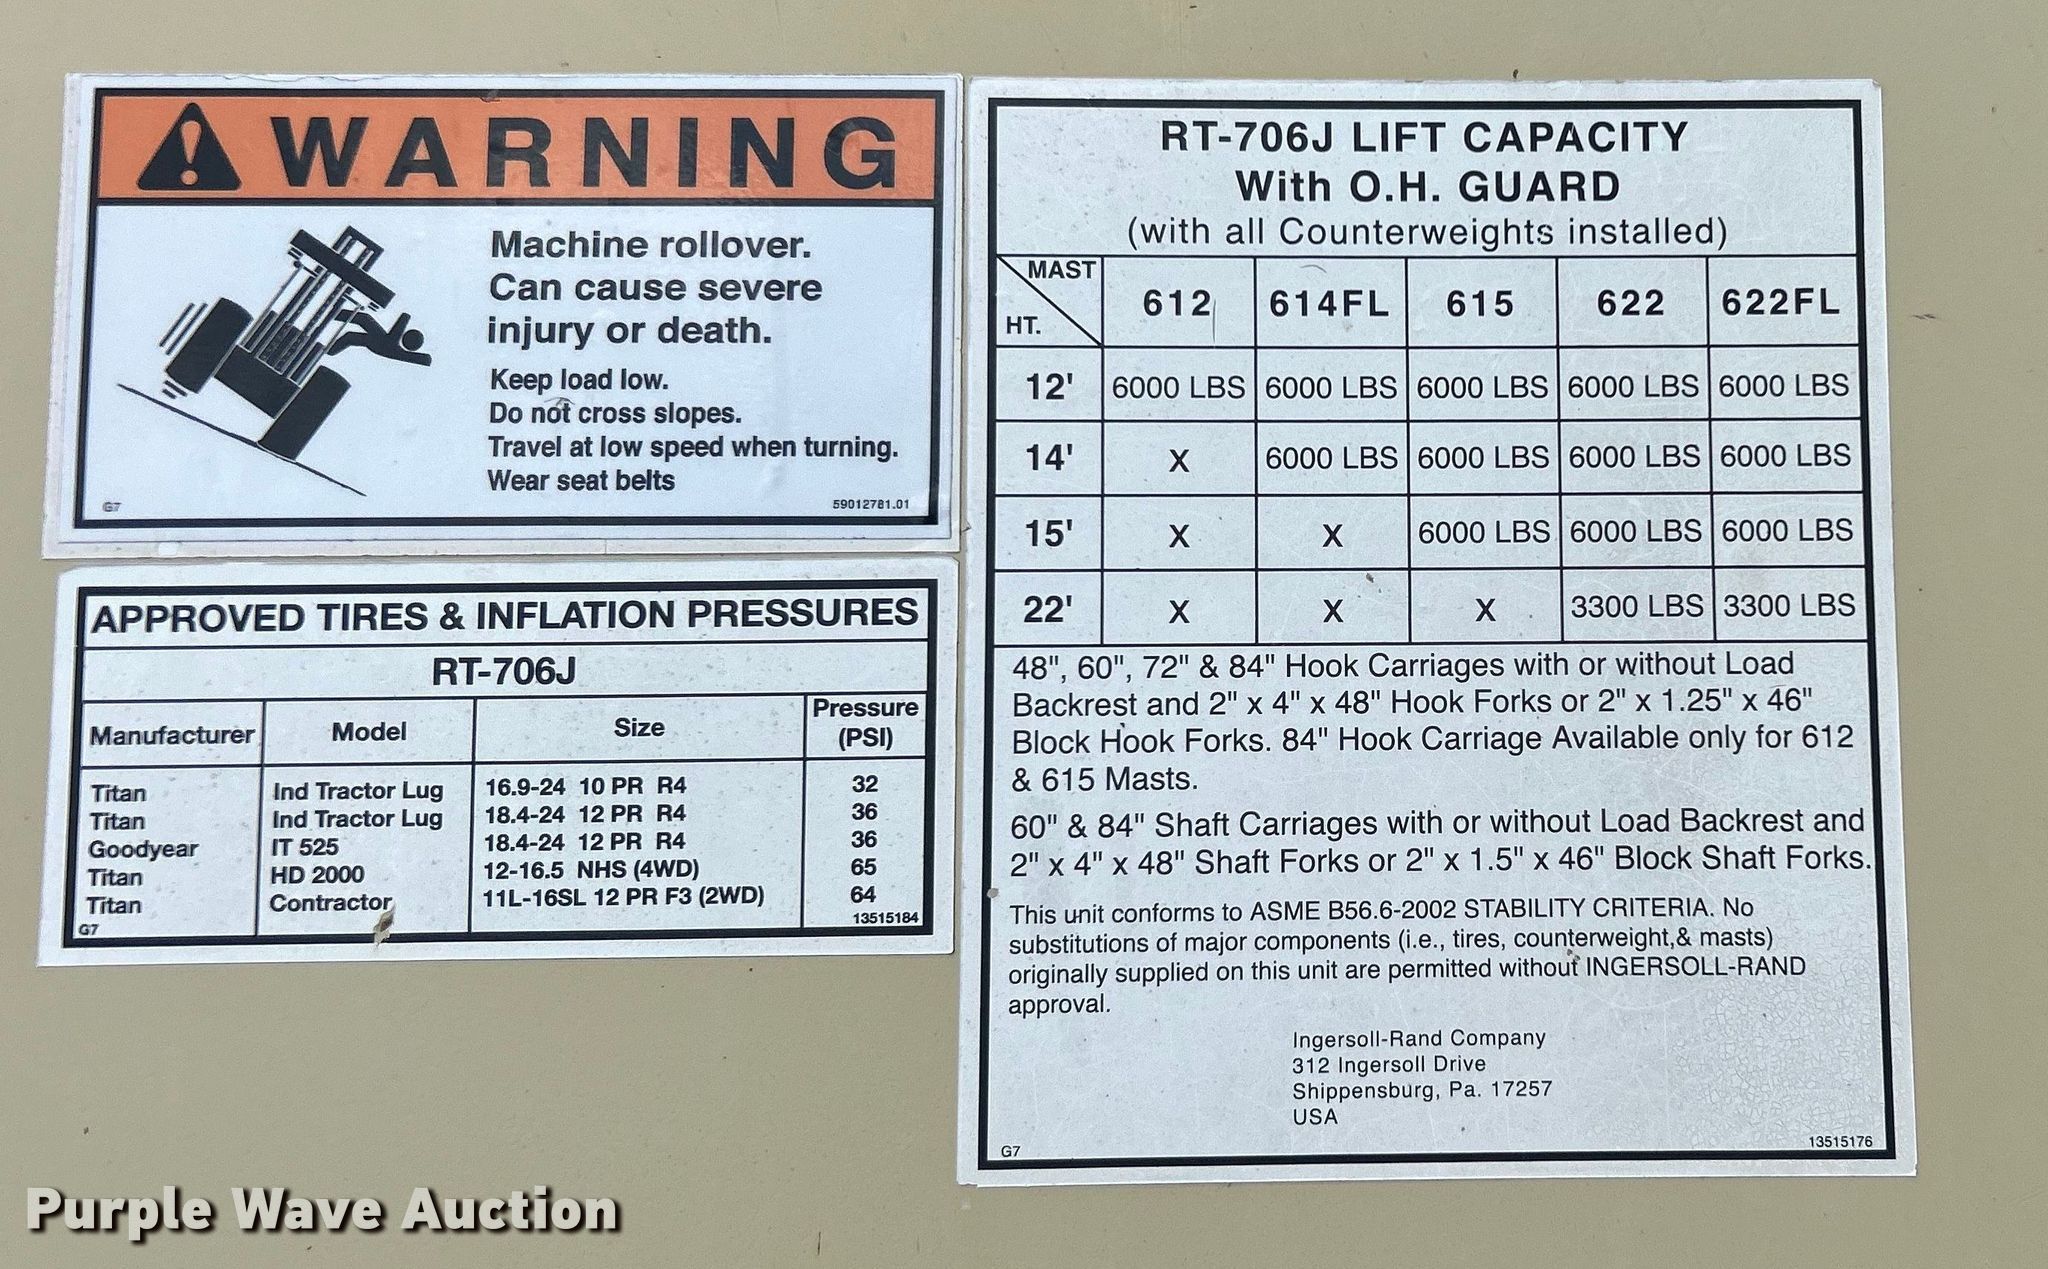 WARNING
Machine rollover.
Can cause severe
injury or death.
Keep load low.
Do not cross slopes.
Travel at low speed when turning.
Wear seat belts
G7 59012781.01
APPROVED TIRES & INFLATION PRESSURES
RT-706J
Manufacturer Model Size Pressure (PSI)
Titan Ind Tractor Lug 16.9-24 10 PR R4 32
Titan Ind Tractor Lug 18.4-24 12 PR R4 36
Goodyear IT 525 18.4-24 12 PR R4 36
Titan HD 2000 12-16.5 NHS (4WD) 65
Titan Contractor 11L-16SL 12 PR F3 (2WD) 64
G7 13515184
RT-706J LIFT CAPACITY
With O.H. GUARD
(with all Counterweights installed)
MAST HT. 612 614FL 615 622 622FL
12' 6000 LBS 6000 LBS 6000 LBS 6000 LBS 6000 LBS
14' X 6000 LBS 6000 LBS 6000 LBS 6000 LBS
15' X X 6000 LBS 6000 LBS 6000 LBS
22' X X X 3300 LBS 3300 LBS
48", 60", 72" & 84" Hook Carriages with or without Load
Backrest and 2" x 4" x 48" Hook Forks or 2" x 1.25" x 46"
Block Hook Forks. 84" Hook Carriage Available only for 612
& 615 Masts.
60" & 84" Shaft Carriages with or without Load Backrest and
2" x 4" x 48" Shaft Forks or 2" x 1.5" x 46" Block Shaft Forks.
This unit conforms to ASME B56.6-2002 STABILITY CRITERIA. No
substitutions of major components (i.e., tires, counterweight,& masts)
originally supplied on this unit are permitted without INGERSOLL-RAND
approval.
Ingersoll-Rand Company
312 Ingersoll Drive
Shippensburg, Pa. 17257
USA
G7 13515176
Purple Wave Auction